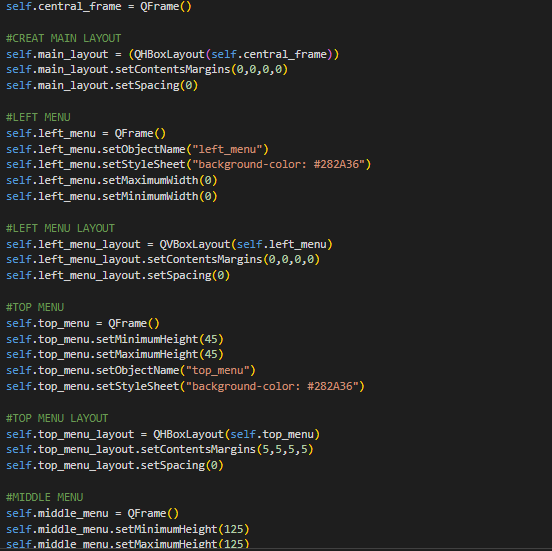 self.central_frame = QFrame()
#CREAT MAIN LAYOUT
self.main_layout = (QHBoxLayout(self.central_frame))
self.main_layout.setContentsMargins(0,0,0,0)
self.main_layout.setSpacing(0)
#LEFT MENU
self.left_menu = QFrame()
self.left_menu.setObjectName("left_menu")
self.left_menu.setStyleSheet("background-color: #282A36")
self.left_menu.setMaximumWidth(0)
self.left_menu.setMinimumWidth(0)
#LEFT MENU LAYOUT
self.left_menu_layout = QVBoxLayout(self.left_menu)
self.left_menu_layout.setContentsMargins(0,0,0,0)
self.left_menu_layout.setSpacing(0)
#TOP MENU
self.top_menu = QFrame()
self.top_menu.setMinimumHeight(45)
self.top_menu.setMaximumHeight(45)
self.top_menu.setObjectName("top_menu")
self.top_menu.setStyleSheet("background-color: #282A36")
#TOP MENU LAYOUT
self.top_menu_layout = QHBoxLayout(self.top_menu)
self.top_menu_layout.setContentsMargins(5,5,5,5)
self.top_menu_layout.setSpacing(0)
#MIDDLE MENU
self.middle_menu = QFrame()
self.middle_menu.setMinimumHeight(125)
self.middle_menu.setMaximumHeight(125)